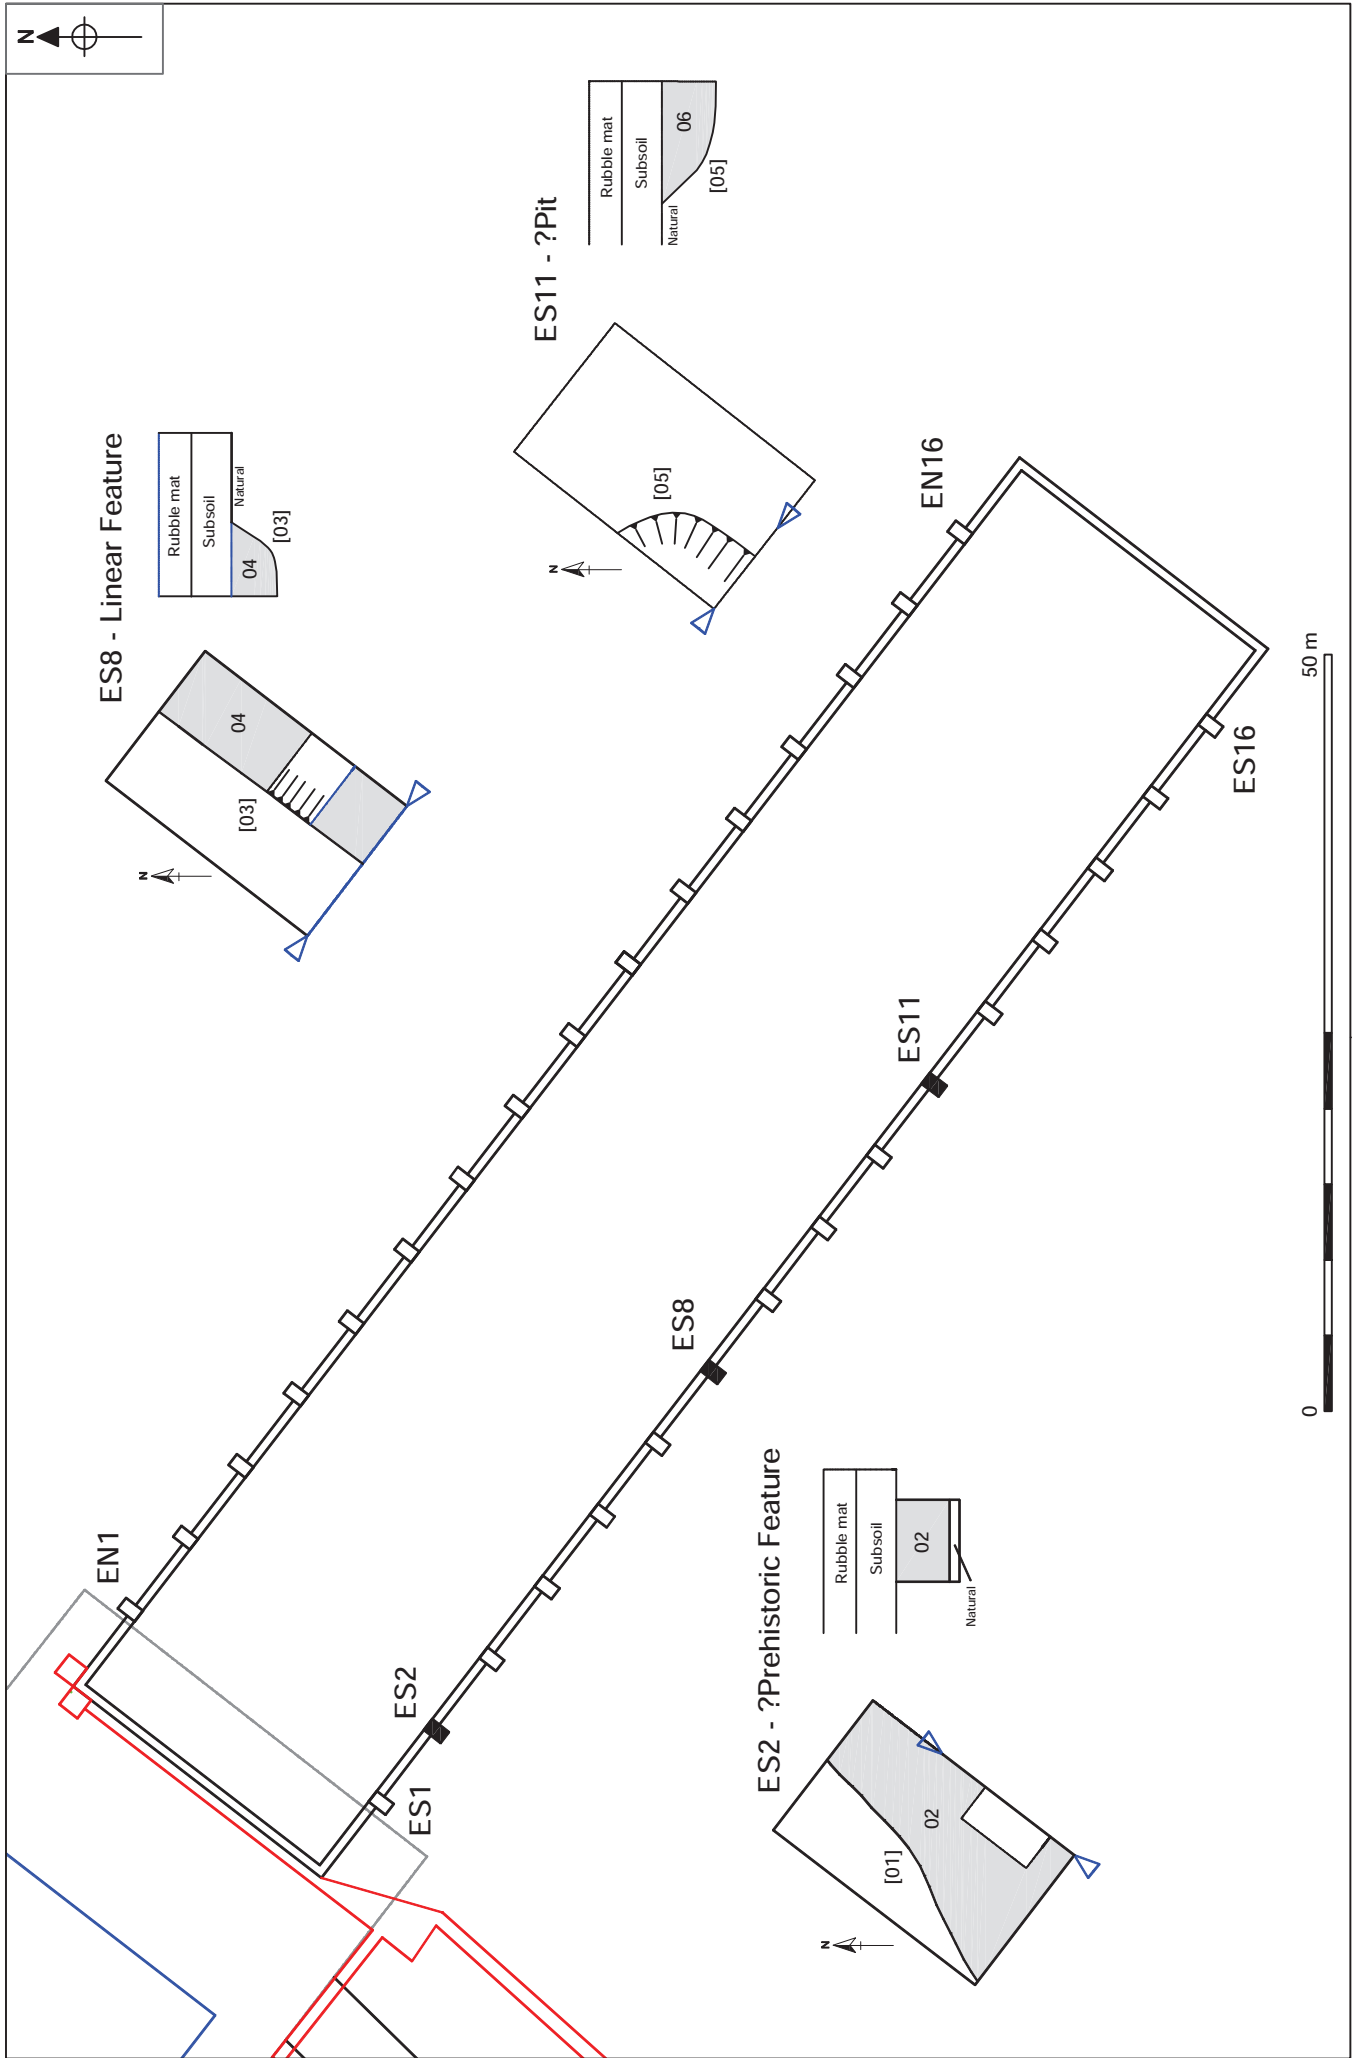 N
ES8 - Linear Feature
Rubble mat
Subsoil
Natural
04
[03]
04
[03]
N
ES11 - ?Pit
Rubble mat
Subsoil
Natural
06
[05]
[05]
N
EN1
EN16
ES1
ES2
ES8
ES11
ES16
ES2 - ?Prehistoric Feature
Rubble mat
Subsoil
02
Natural
02
[01]
N
0
50 m